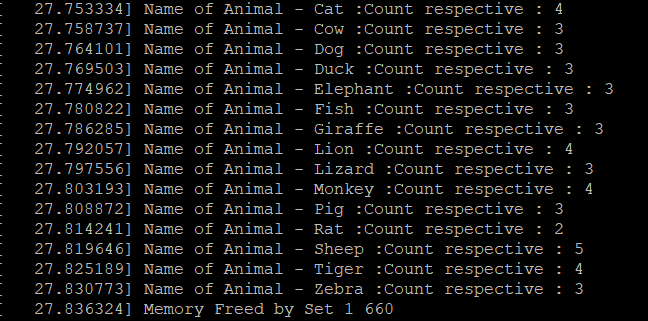 [   27.753334] Name of Animal - Cat :Count respective : 4
[   27.758737] Name of Animal - Cow :Count respective : 3
[   27.764101] Name of Animal - Dog :Count respective : 3
[   27.769503] Name of Animal - Duck :Count respective : 3
[   27.774962] Name of Animal - Elephant :Count respective : 3
[   27.780822] Name of Animal - Fish :Count respective : 3
[   27.786285] Name of Animal - Giraffe :Count respective : 3
[   27.792057] Name of Animal - Lion :Count respective : 4
[   27.797556] Name of Animal - Lizard :Count respective : 3
[   27.803193] Name of Animal - Monkey :Count respective : 4
[   27.808872] Name of Animal - Pig :Count respective : 3
[   27.814241] Name of Animal - Rat :Count respective : 2
[   27.819646] Name of Animal - Sheep :Count respective : 5
[   27.825189] Name of Animal - Tiger :Count respective : 4
[   27.830773] Name of Animal - Zebra :Count respective : 3
[   27.836324] Memory Freed by Set 1 660